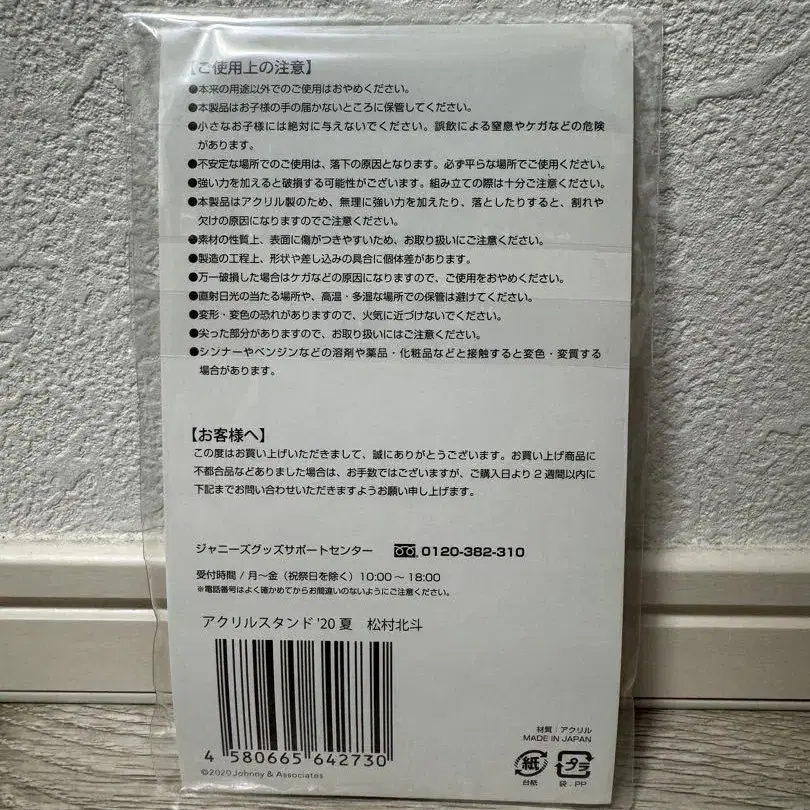 【ご使用上の注意】
●本来の用途以外でのご使用はおやめください。
●本製品はお子様の手の届かないところに保管してください。
●小さなお子様には絶対に与えないでください。誤飲による窒息やケガなどの危険
があります。
●不安定な場所でのご使用は、落下の原因となります。必ず平らな場所でご使用ください。
●強い力を加えると破損する可能性がございます。組み立ての際は十分ご注意ください。
●本製品はアクリル製のため、無理に強い力を加えたり、落としたりすると、割れや
欠けの原因になりますのでご注意ください。
●素材の性質上、表面に傷がつきやすいため、お取り扱いにご注意ください。
●製造の工程上、形状や差し込みの具合に個体差があります。
●万一破損した場合はケガなどの原因になりますので、ご使用をおやめください。
●直射日光の当たる場所や、高温・多湿な場所での保管は避けてください。
●変形・変色の恐れがありますので、火気に近づけないでください。
●尖った部分がありますので、お取り扱いにはご注意ください。
●シンナーやベンジンなどの溶剤や薬品・化粧品などと接触すると変色・変質する
場合があります。
【お客様へ】
この度はお買い上げいただきまして、誠にありがとうございます。お買い上げ商品に
不都合品などありました場合は、お手数ではございますが、ご購入日より2週間以内に
下記までお問い合わせいただきますようお願い申し上げます。
ジャニーズグッズサポートセンター 0120-382-310
受付時間/月〜金(祝祭日を除く)10:00〜18:00
※電話番号はよく確かめてからお間違いのないようにご注意ください。
アクリルスタンド'20夏 松村北斗
4 580665 642730
©2020 Johnny & Associates
材質:アクリル
MADE IN JAPAN
紙 プラ
台紙 袋:PP